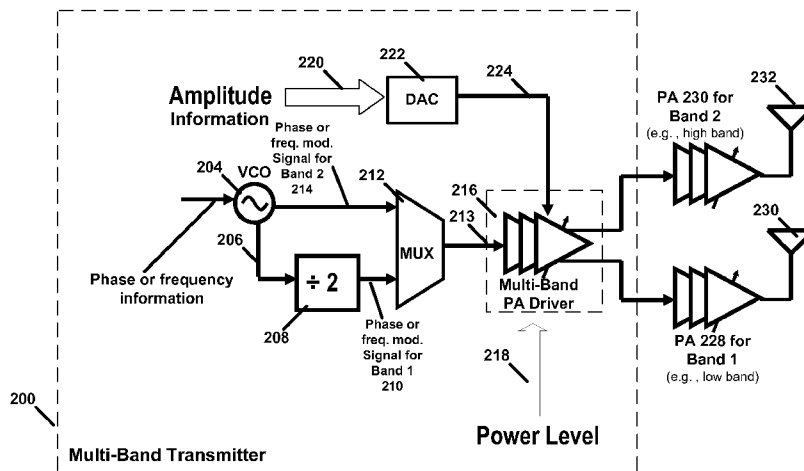 220
222
224
232
Amplitude
Information
DAC
PA 230 for
Band 2
(e.g. , high band)
Phase or
freq. mod.
Signal for
Band 2
214
VCO
204
212
216
213
230
206
MUX
Phase or frequency
information
÷ 2
208
Multi-Band
PA Driver
Phase or
freq. mod.
Signal for
Band 1
210
218
PA 228 for
Band 1
(e.g. , low band)
200
Power Level
Multi-Band Transmitter